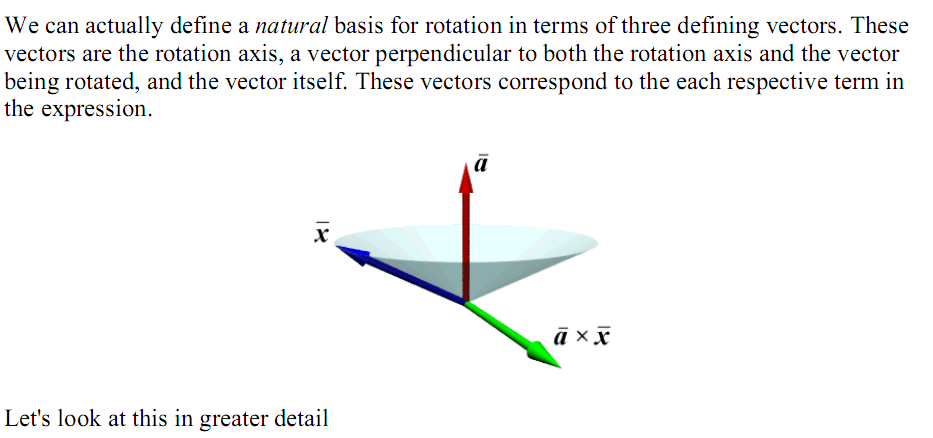 We can actually define a natural basis for rotation in terms of three defining vectors. These
vectors are the rotation axis, a vector perpendicular to both the rotation axis and the vector
being rotated, and the vector itself. These vectors correspond to the each respective term in
the expression.
ā
x̄
ā × x̄
Let's look at this in greater detail